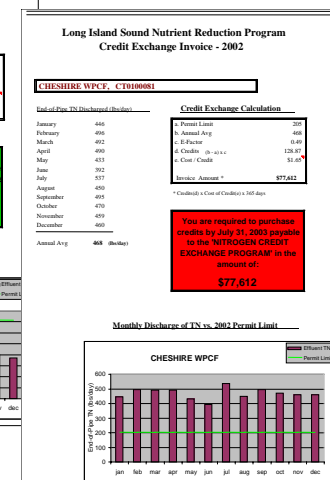 Long Island Sound Nutrient Reduction Program
Credit Exchange Invoice - 2002
CHESHIRE WPCF, CT0100081
End-of-Pipe TN Discharged (lbs/day)
January 446
February 496
March 492
April 490
May 433
June 392
July 537
August 450
September 495
October 470
November 459
December 460
Annual Avg 468 (lbs/day)
Credit Exchange Calculation
a. Permit Limit 205
b. Annual Avg 468
c. E-Factor 0.49
d. Credits (b - a) x c 128.87
e. Cost / Credit $1.65
Invoice Amount * $77,612
* Credits(d) x Cost of Credit(e) x 365 days
You are required to purchase
credits by July 31, 2003 payable
to the 'NITROGEN CREDIT
EXCHANGE PROGRAM' in the
amount of:
$77,612
Monthly Discharge of TN vs. 2002 Permit Limit
CHESHIRE WPCF
Effluent TN
Permit Limit
End-of-Pipe TN (lbs/day)
600
500
400
300
200
100
0
jan feb mar apr may jun jul aug sep oct nov dec
Effluent
Permit L
dec